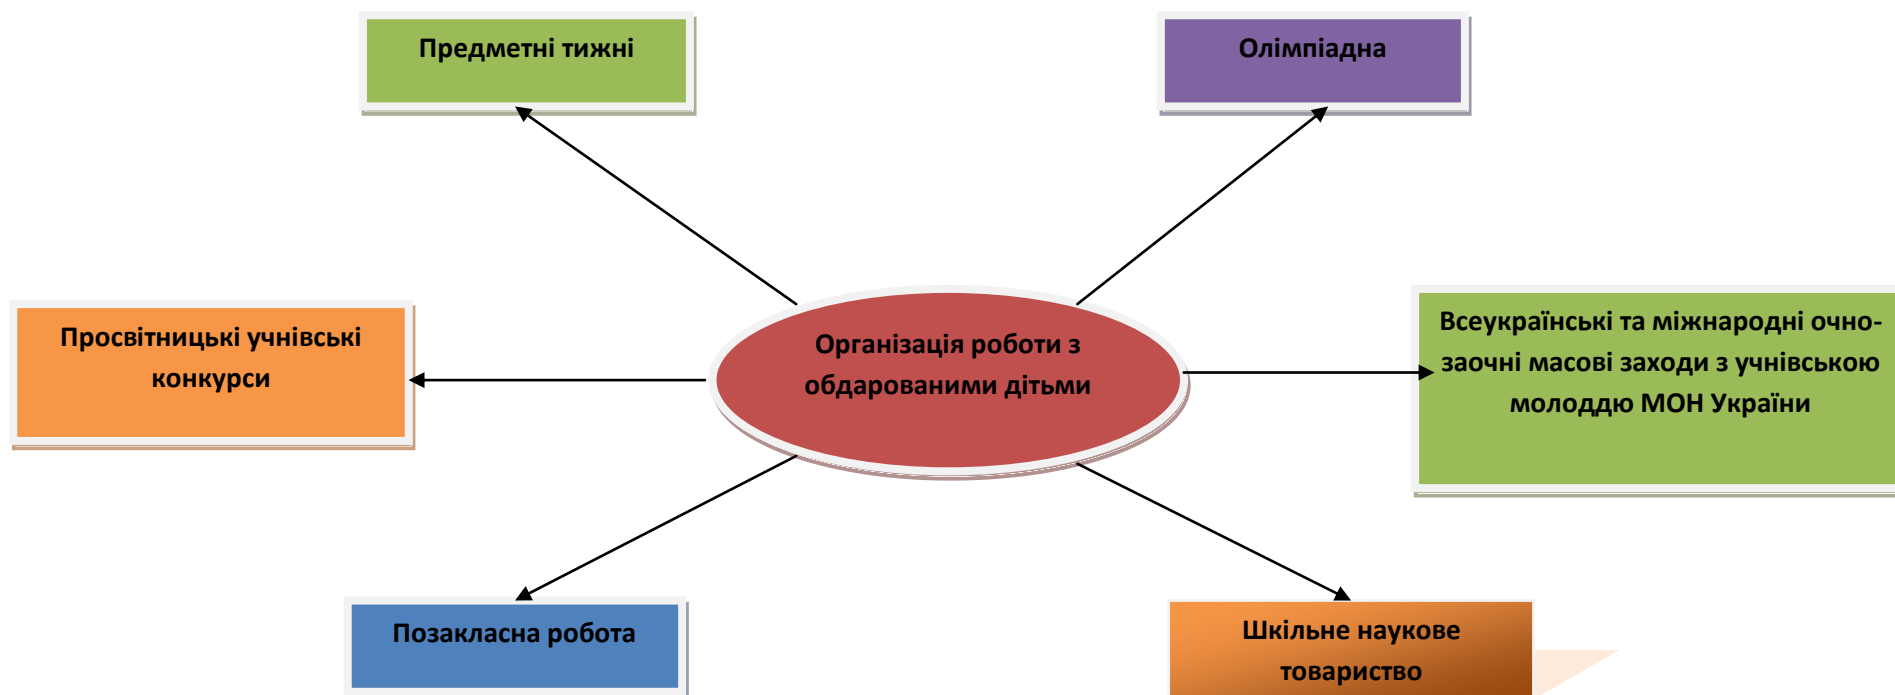 Предметні тижні
Олімпіадна
Просвітницькі учнівські
конкурси
Організація роботи з
обдарованими дітьми
Всеукраїнські та міжнародні очно-
заочні масові заходи з учнівською
молоддю МОН України
Позакласна робота
Шкільне наукове
товариство